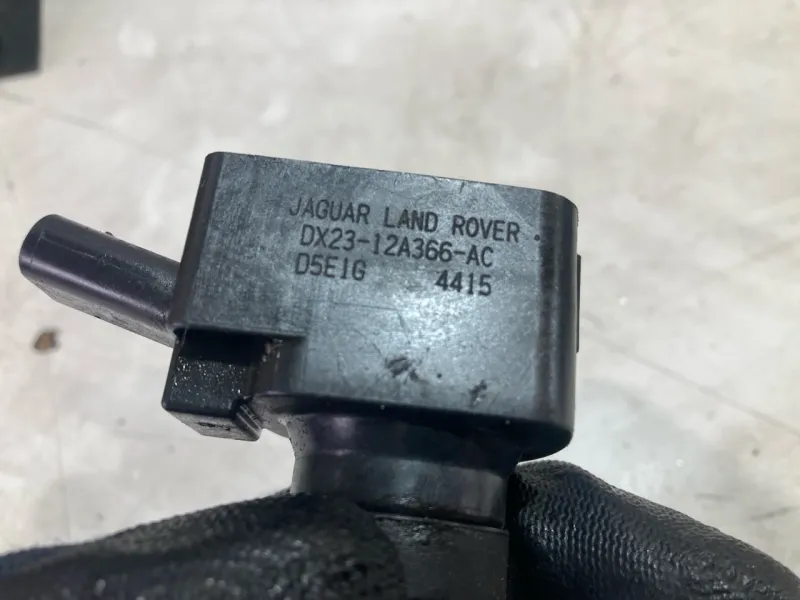 JAGUAR LAND ROVER
DX23-12A366-AC
D5E1G 4415